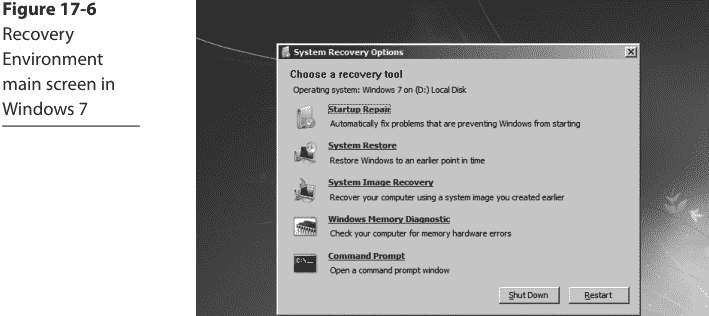 Figure 17-6
Recovery
Environment
main screen in
Windows 7
System Recovery Options
Choose a recovery tool
Operating system: Windows 7 on (D:) Local Disk
Startup Repair
Automatically fix problems that are preventing Windows from starting
System Restore
Restore Windows to an earlier point in time
System Image Recovery
Recover your computer using a system image you created earlier
Windows Memory Diagnostic
Check your computer for memory hardware errors
C:\_
Command Prompt
Open a command prompt window
Shut Down Restart